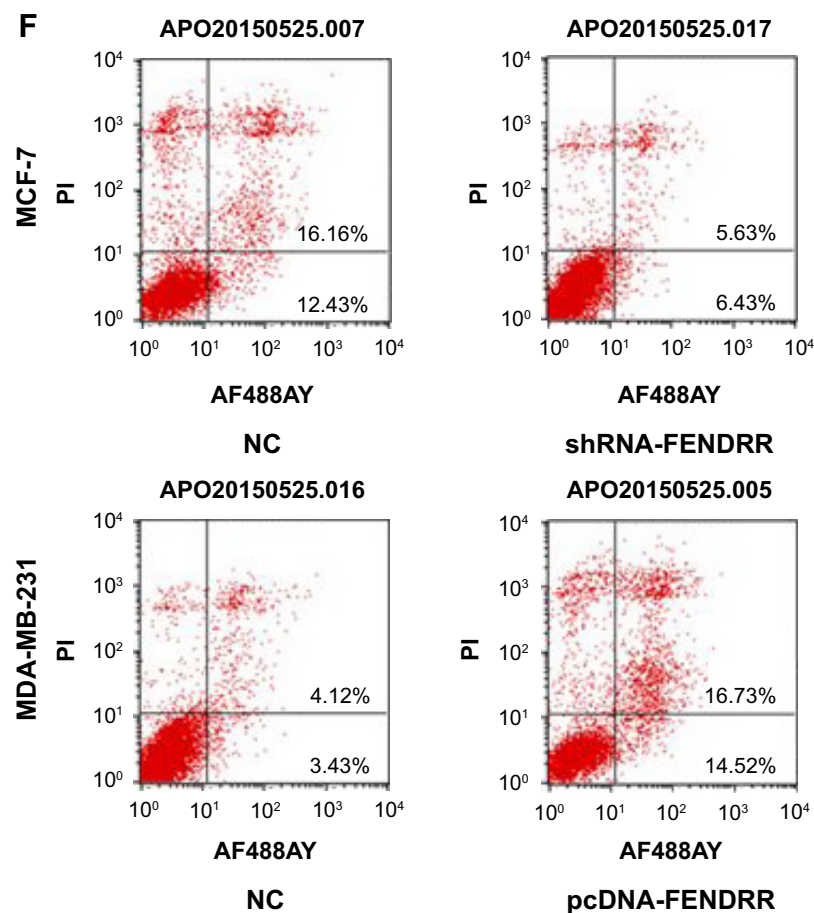 F
APO20150525.007
MCF-7
PI
10⁴
10³
10²
10¹
10⁰
16.16%
12.43%
10⁰ 10¹ 10² 10³ 10⁴
AF488AY
NC
APO20150525.017
PI
10⁴
10³
10²
10¹
10⁰
5.63%
6.43%
10⁰ 10¹ 10² 10³ 10⁴
AF488AY
shRNA-FENDRR
APO20150525.016
MDA-MB-231
PI
10⁴
10³
10²
10¹
10⁰
4.12%
3.43%
10⁰ 10¹ 10² 10³ 10⁴
AF488AY
NC
APO20150525.005
PI
10⁴
10³
10²
10¹
10⁰
16.73%
14.52%
10⁰ 10¹ 10² 10³ 10⁴
AF488AY
pcDNA-FENDRR